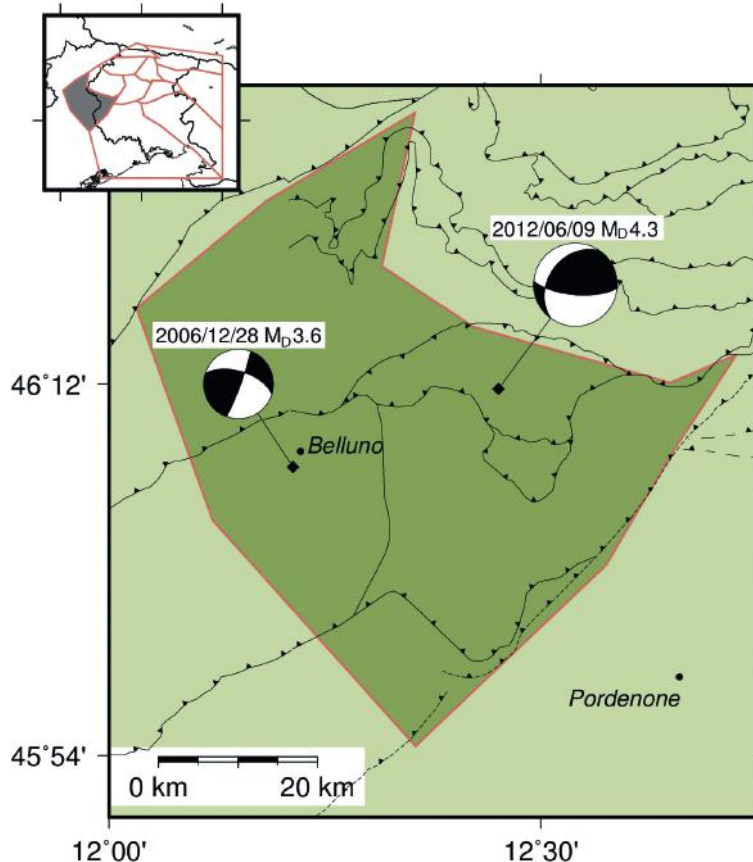 2012/06/09 MD4.3
2006/12/28 MD3.6
46°12'
Belluno
Pordenone
45°54'
0 km 20 km
12°00' 12°30'